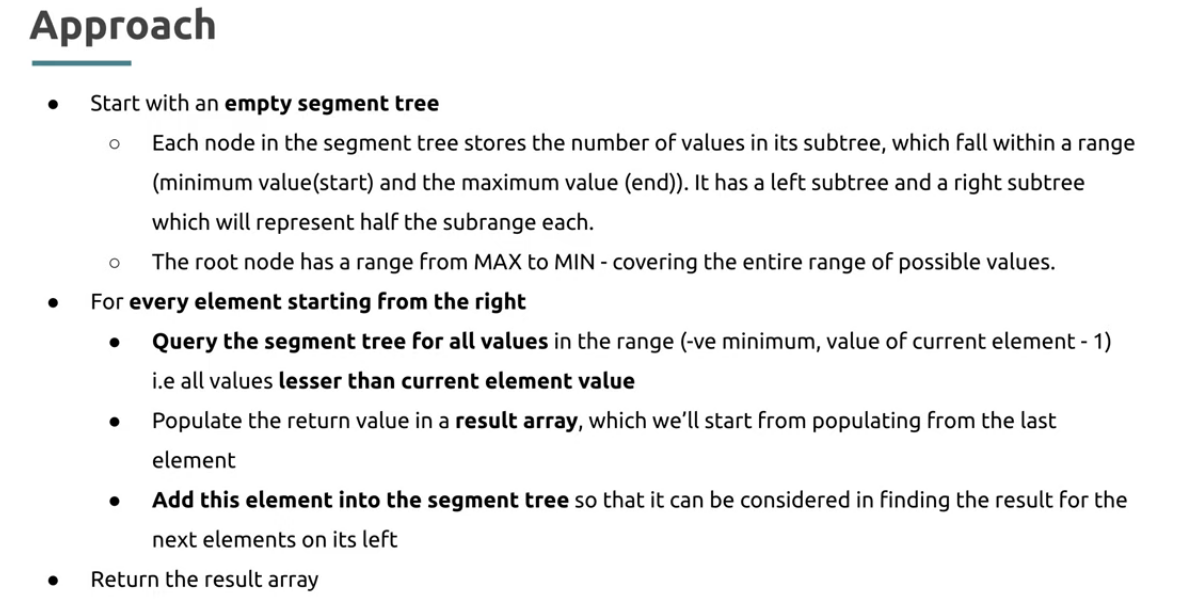 Approach
● Start with an empty segment tree
○ Each node in the segment tree stores the number of values in its subtree, which fall within a range
(minimum value(start) and the maximum value (end)). It has a left subtree and a right subtree
which will represent half the subrange each.
○ The root node has a range from MAX to MIN - covering the entire range of possible values.
● For every element starting from the right
● Query the segment tree for all values in the range (-ve minimum, value of current element - 1)
i.e all values lesser than current element value
● Populate the return value in a result array, which we'll start from populating from the last
element
● Add this element into the segment tree so that it can be considered in finding the result for the
next elements on its left
● Return the result array